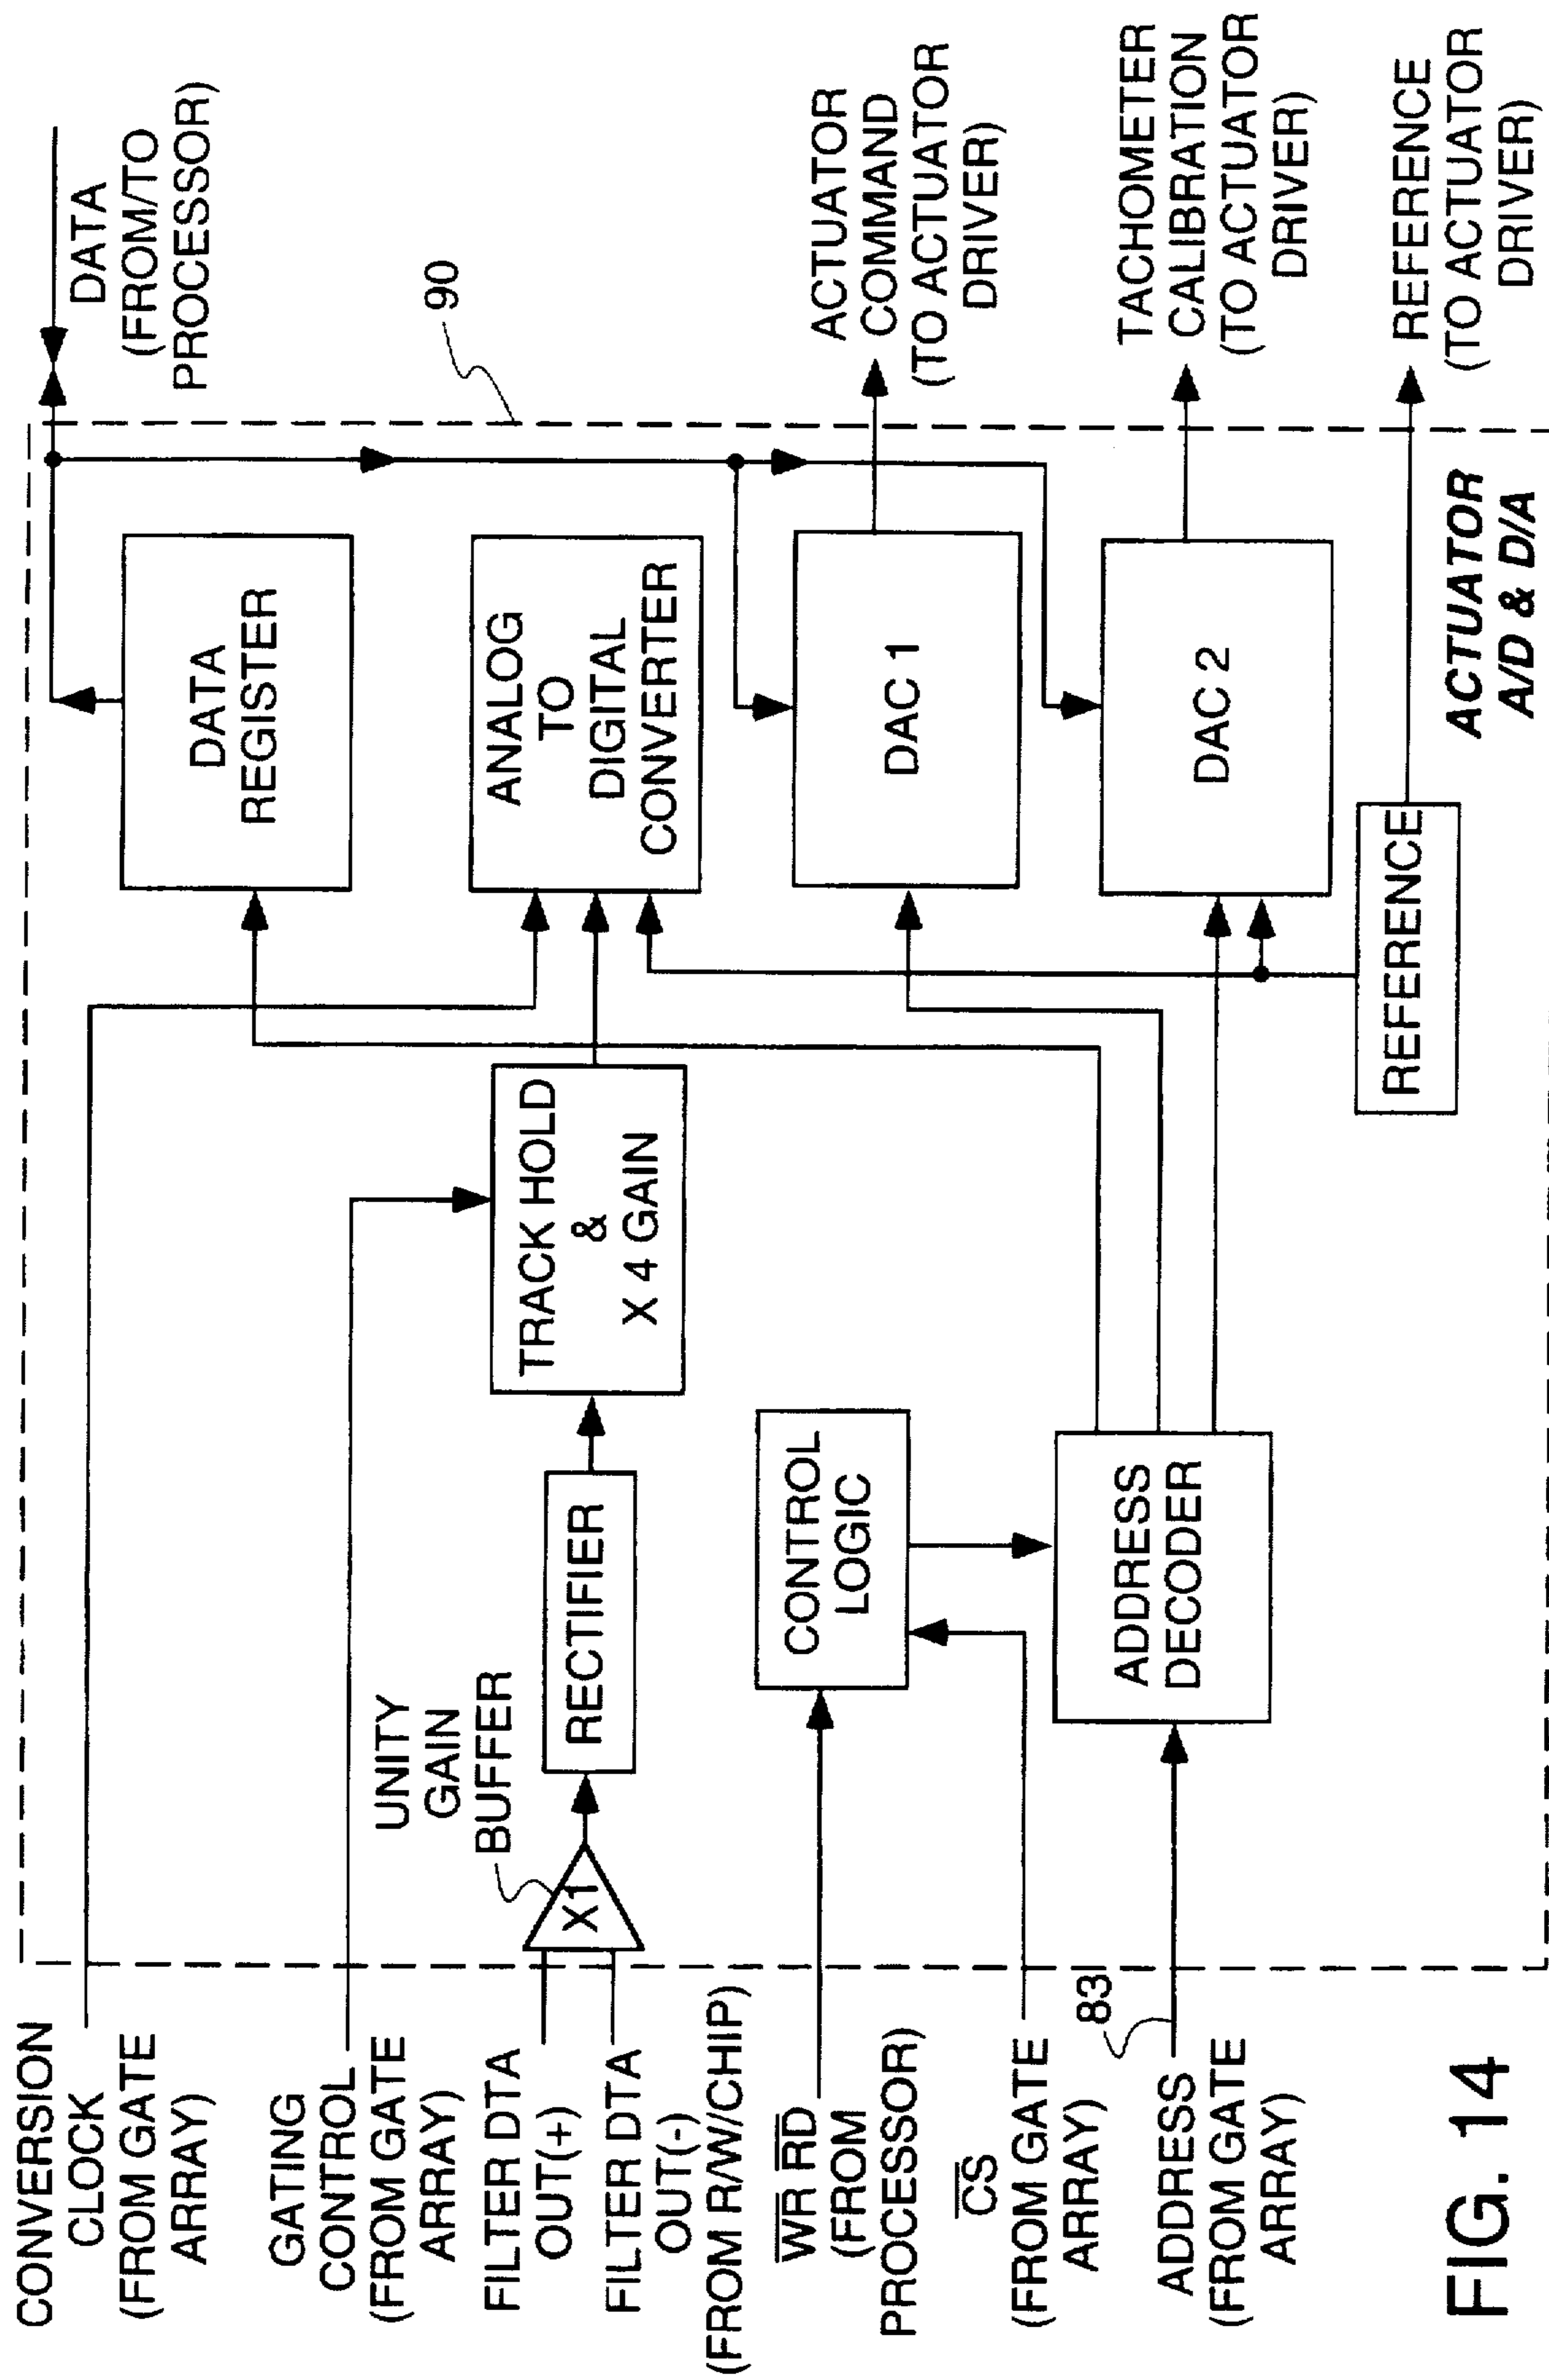 CONVERSION
CLOCK
(FROM GATE
ARRAY)
GATING
CONTROL
(FROM GATE
ARRAY)
FILTER DTA
OUT(+)
FILTER DTA
OUT(-)
(FROM R/W/CHIP)
WR RD
(FROM
PROCESSOR)
CS
(FROM GATE
ARRAY)
83
ADDRESS
(FROM GATE
ARRAY)
UNITY
GAIN
BUFFER
X1
RECTIFIER
TRACK HOLD
&
X 4 GAIN
CONTROL
LOGIC
ADDRESS
DECODER
DATA
REGISTER
ANALOG
TO
DIGITAL
CONVERTER
DAC 1
DAC 2
REFERENCE
ACTUATOR
A/D & D/A
DATA
(FROM/TO
PROCESSOR)
90
ACTUATOR
COMMAND
(TO ACTUATOR
DRIVER)
TACHOMETER
CALIBRATION
(TO ACTUATOR
DRIVER)
REFERENCE
(TO ACTUATOR
DRIVER)
FIG. 14